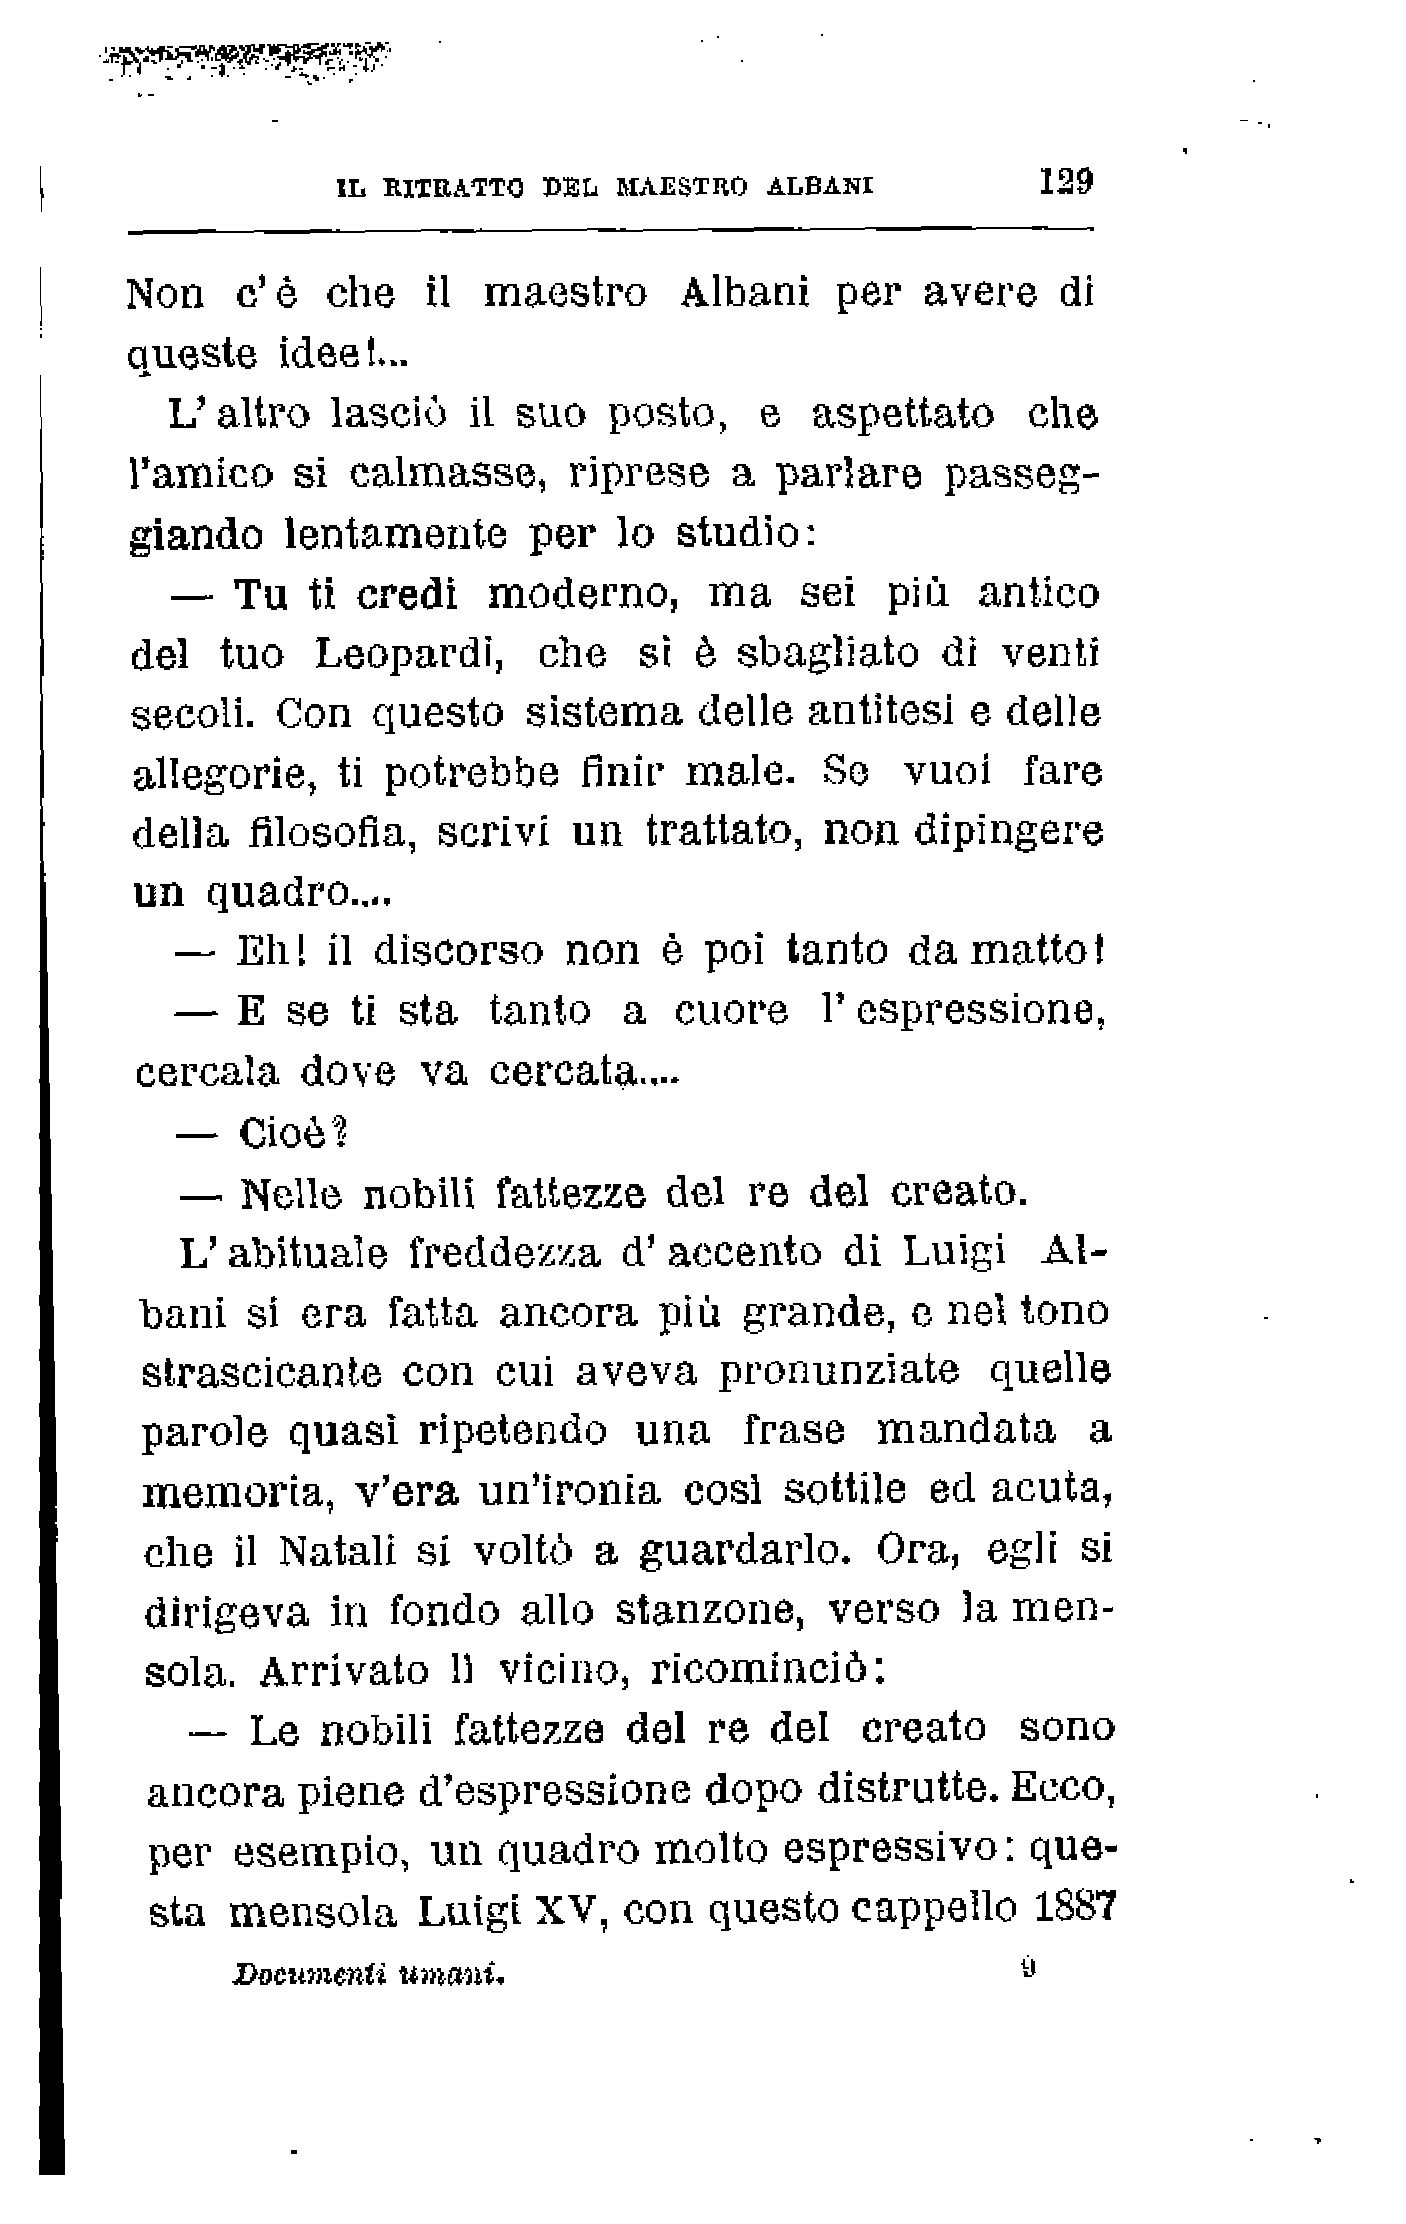 IL RITRATTO DEL MAESTRO ALBANI 129
Non c'è che il maestro Albani per avere di
queste idee!...
L'altro lasciò il suo posto, e aspettato che
l'amico si calmasse, riprese a parlare passeg-
giando lentamente per lo studio:
— Tu ti credi moderno, ma sei più antico
del tuo Leopardi, che si è sbagliato di venti
secoli. Con questo sistema delle antitesi e delle
allegorie, ti potrebbe finir male. Se vuoi fare
della filosofia, scrivi un trattato, non dipingere
un quadro....
— Eh! il discorso non è poi tanto da matto!
— E se ti sta tanto a cuore l'espressione,
cercala dove va cercata....
— Cioè?
— Nelle nobili fattezze del re del creato.
L'abituale freddezza d'accento di Luigi Al-
bani si era fatta ancora più grande, e nel tono
strascicante con cui aveva pronunziate quelle
parole quasi ripetendo una frase mandata a
memoria, v'era un'ironia così sottile ed acuta,
che il Natali si voltò a guardarlo. Ora, egli si
dirigeva in fondo allo stanzone, verso la men-
sola. Arrivato lì vicino, ricominciò:
— Le nobili fattezze del re del creato sono
ancora piene d'espressione dopo distrutte. Ecco,
per esempio, un quadro molto espressivo: que-
sta mensola Luigi XV, con questo cappello 1887
Documenti umani. 9